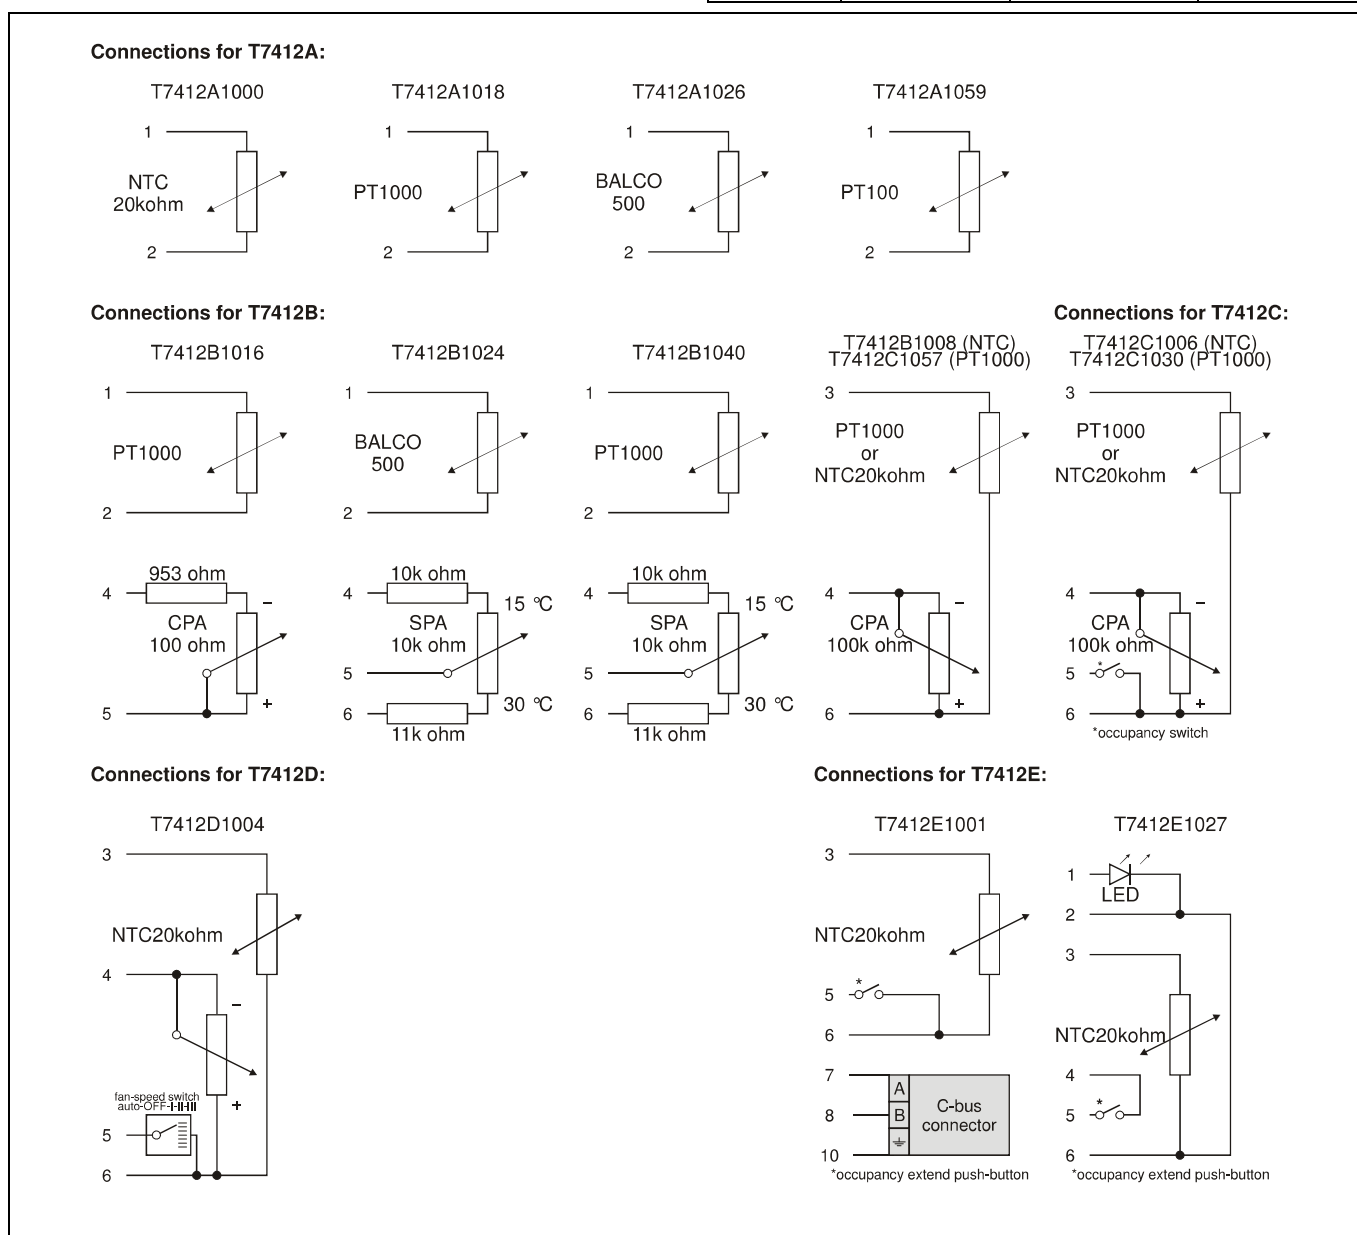 Connections for T7412A:
T7412A1000
T7412A1018
T7412A1026
T7412A1059
1
1
1
1
NTC
20kohm
PT1000
BALCO
500
PT100
2
2
2
2
Connections for T7412B:
Connections for T7412C:
T7412B1016
T7412B1024
T7412B1040
T7412B1008 (NTC)
T7412C1057 (PT1000)
T7412C1006 (NTC)
T7412C1030 (PT1000)
1
1
1
3
3
PT1000
BALCO
500
PT1000
PT1000
or
NTC20kohm
PT1000
or
NTC20kohm
2
2
2
4
953 ohm
–
CPA
100 ohm
5
+
4
10k ohm
15 °C
SPA
10k ohm
5
30 °C
6
11k ohm
4
10k ohm
15 °C
SPA
10k ohm
5
30 °C
6
11k ohm
4
–
CPA
100k ohm
+
6
4
–
CPA
100k ohm
5 *
+
6
*occupancy switch
Connections for T7412D:
Connections for T7412E:
T7412D1004
T7412E1001
T7412E1027
3
NTC20kohm
4
–
+
fan-speed switch
auto-OFF-I-II-III
5
6
3
NTC20kohm
*
5
6
7
A
8
B
C-bus
connector
10
*occupancy extend push-button
1
LED
2
3
NTC20kohm
4
*
5
6
*occupancy extend push-button